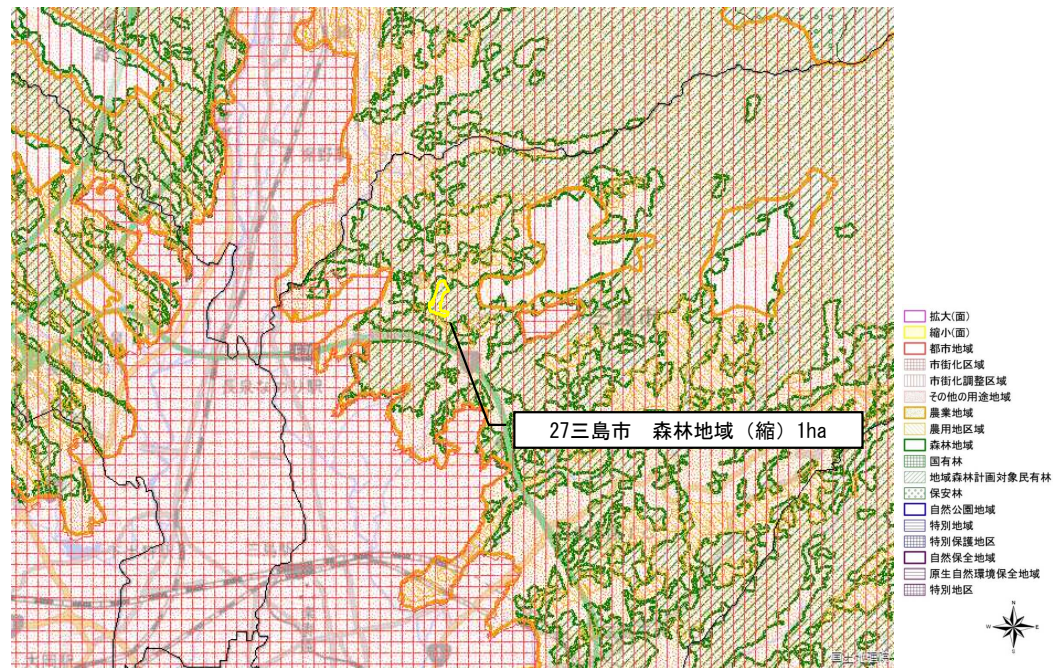 27三島市 森林地域（縮）1ha
拡大(面)
縮小(面)
都市地域
市街化区域
市街化調整区域
その他の用途地域
農業地域
農用地区域
森林地域
国有林
地域森林計画対象民有林
保安林
自然公園地域
特別地域
特別保護地区
自然保全地域
原生自然環境保全地域
特別地区
N
W
E
S
国土地理院